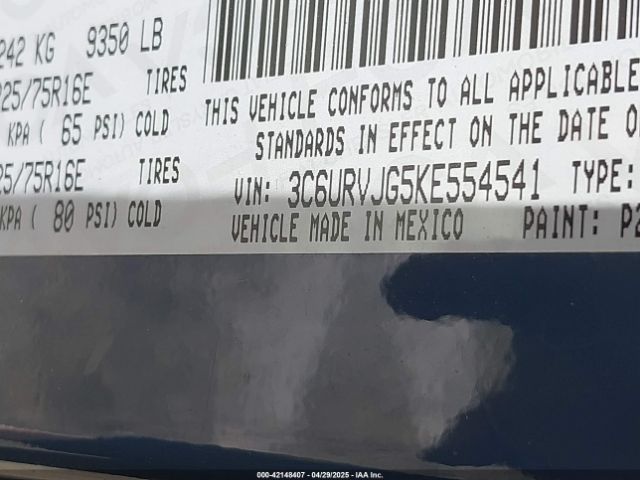 242 KG 9350 LB
225/75R16E TIRES
KPA ( 65 PSI) COLD
25/75R16E TIRES
KPA ( 80 PSI) COLD
THIS VEHICLE CONFORMS TO ALL APPLICABLE
STANDARDS IN EFFECT ON THE DATE O
VIN: 3C6URVJG5KE554541 TYPE:
VEHICLE MADE IN MEXICO PAINT: P2
000-42148407 - 04/29/2025 - IAA Inc.